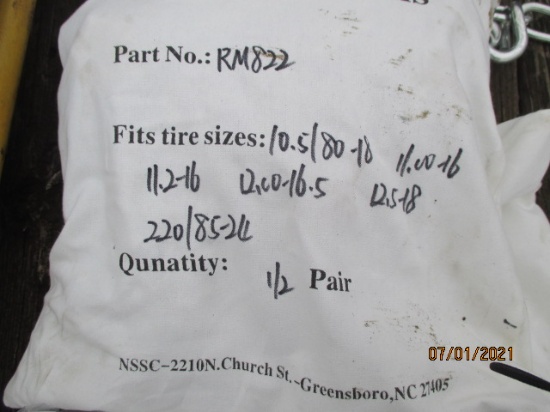 Part No.: RM822
Fits tire sizes: 10.5/80-18 11.00-16
11.2-16 12.00-16.5 12.5-18
220/85-24
Qunatity: 1/2 Pair
NSSC-2210N.Church St.-Greensboro,NC 27405
07/01/2021